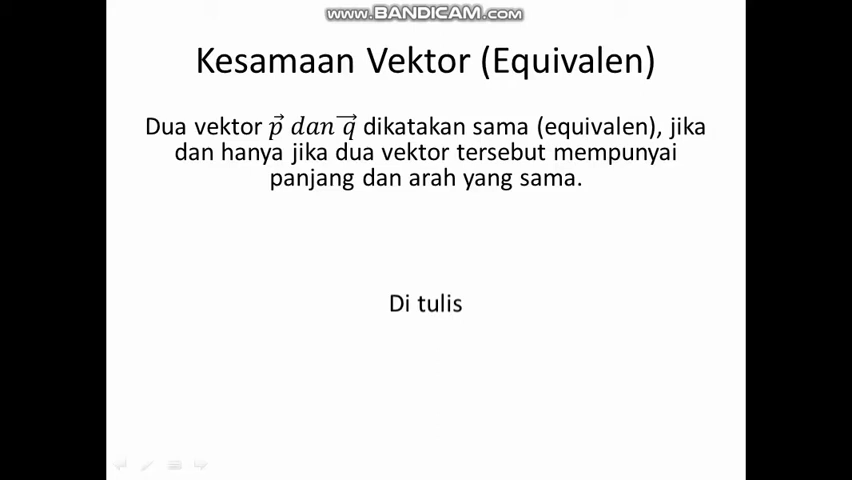 www.BANDICAM.com
Kesamaan Vektor (Equivalen)
Dua vektor p⃗ dan q⃗ dikatakan sama (equivalen), jika
dan hanya jika dua vektor tersebut mempunyai
panjang dan arah yang sama.
Di tulis